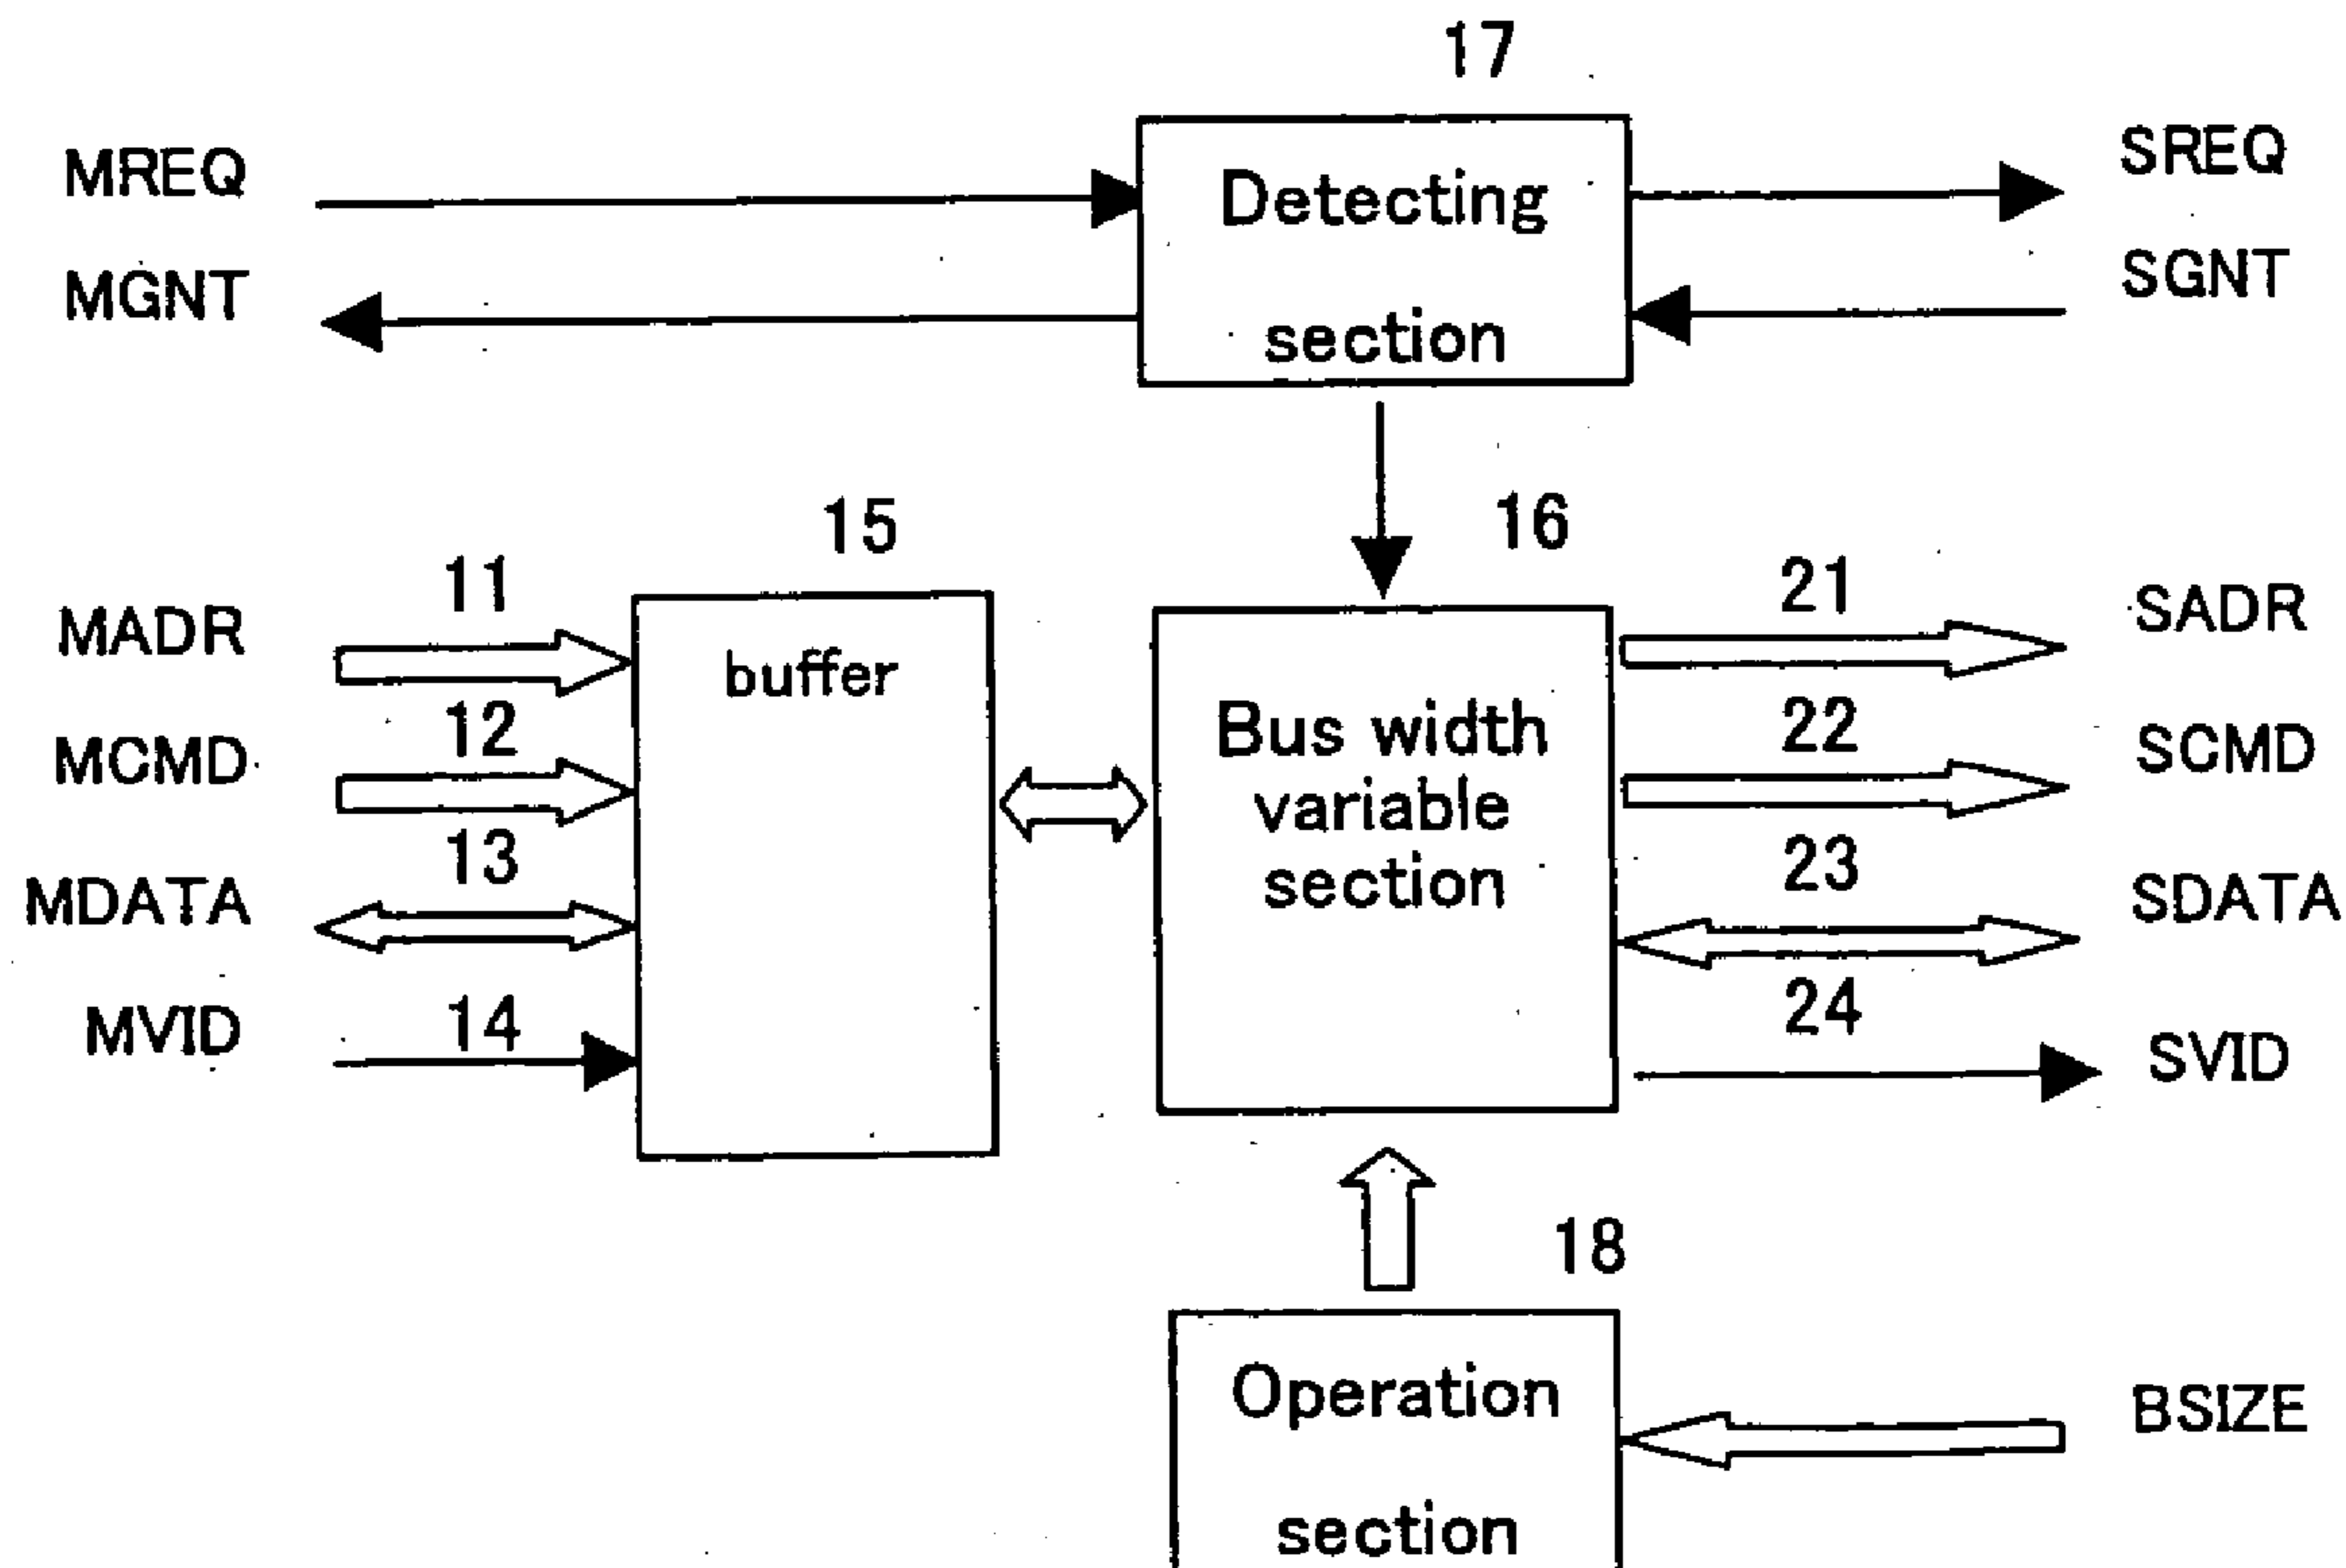 17
MREQ
Detecting
section
SREQ
MGNT
SGNT
15
16
11
21
MADR
buffer
SADR
12
22
MCMD
Bus width
variable
section
SCMD
13
23
MDATA
SDATA
14
24
MVID
SVID
18
Operation
section
BSIZE